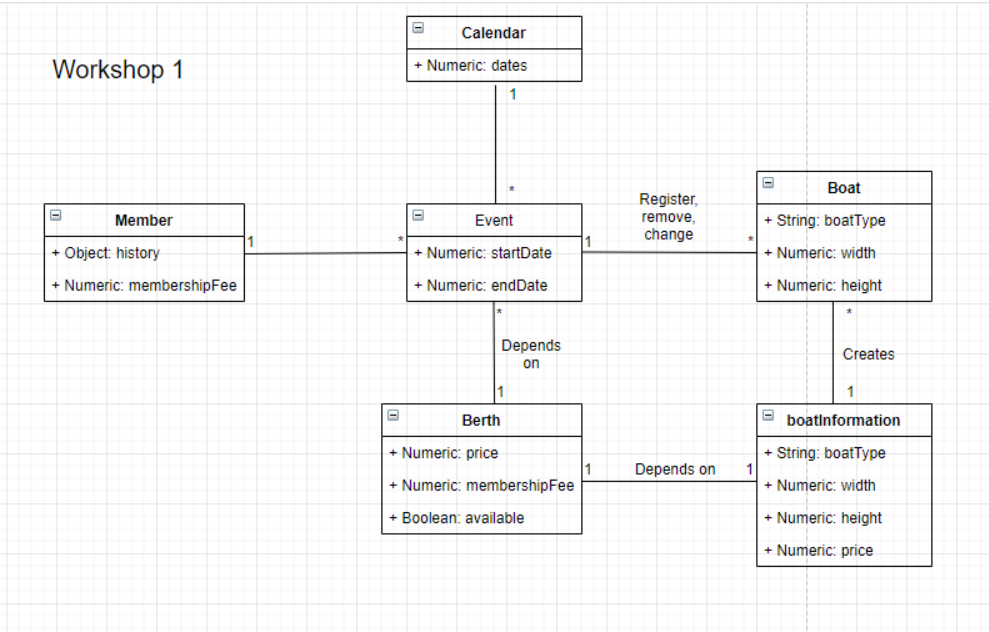 Workshop 1
Calendar
+ Numeric: dates
1
*
Member
+ Object: history
+ Numeric: membershipFee
1
*
Event
+ Numeric: startDate
+ Numeric: endDate
1
Register,
remove,
change
*
Boat
+ String: boatType
+ Numeric: width
+ Numeric: height
*
Depends
on
1
*
Creates
1
Berth
+ Numeric: price
+ Numeric: membershipFee
+ Boolean: available
1
Depends on
1
boatInformation
+ String: boatType
+ Numeric: width
+ Numeric: height
+ Numeric: price